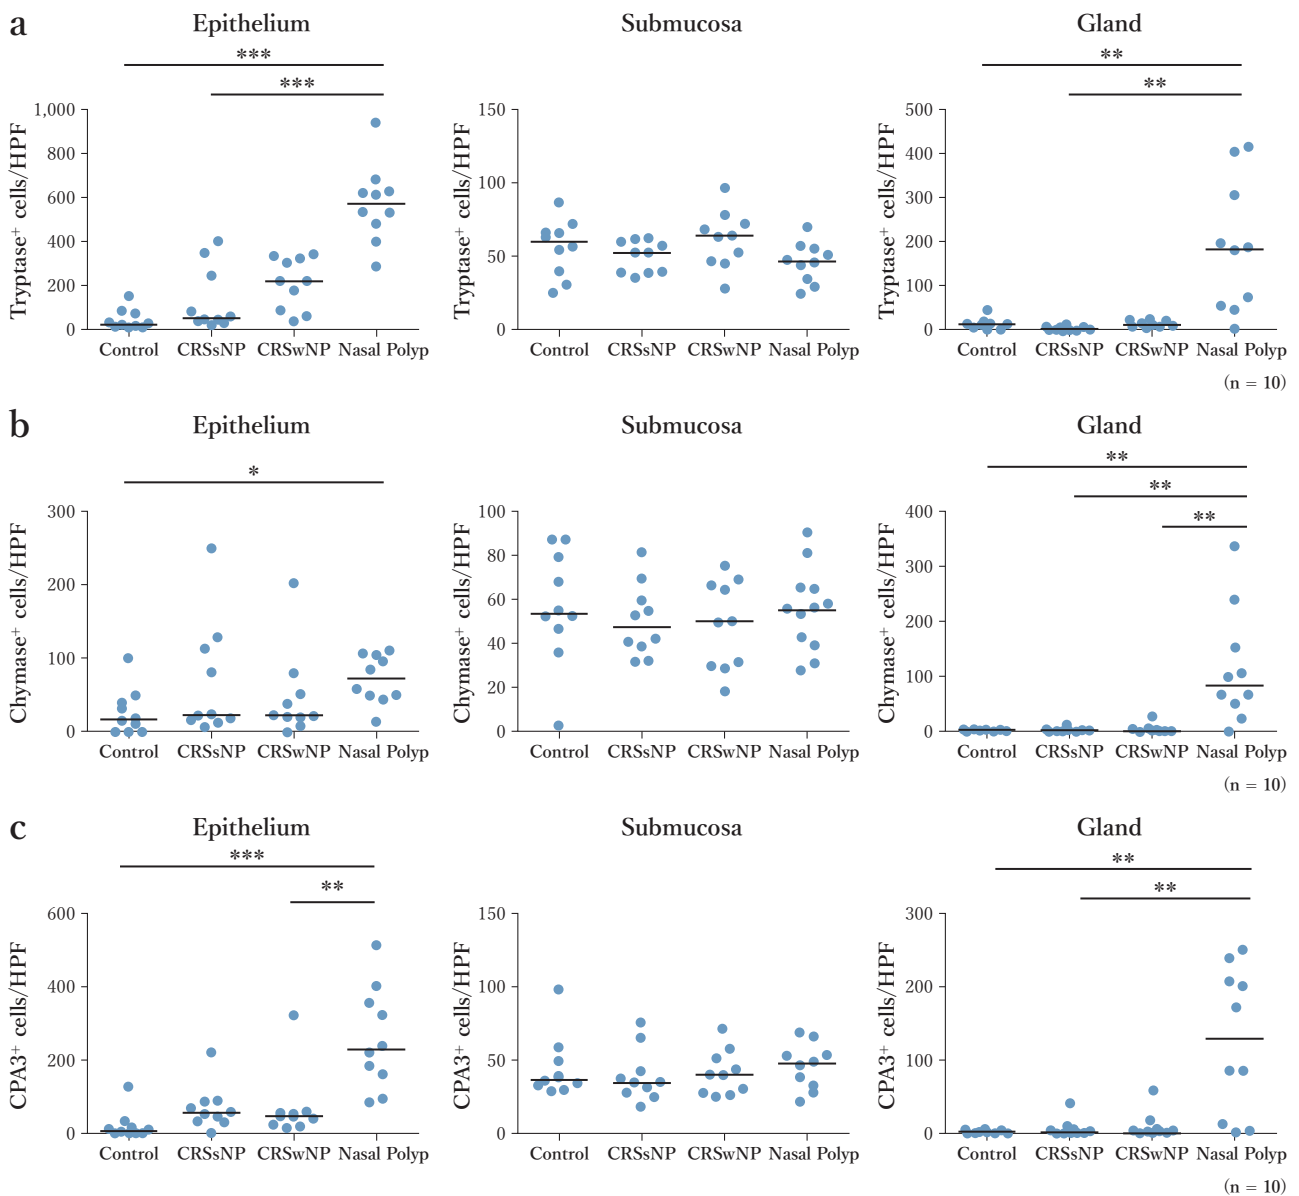 a
Epithelium
Submucosa
Gland
***
***
**
**
Tryptase⁺ cells/HPF
1,000
800
600
400
200
0
Control CRSsNP CRSwNP Nasal Polyp
Tryptase⁺ cells/HPF
150
100
50
0
Control CRSsNP CRSwNP Nasal Polyp
Tryptase⁺ cells/HPF
500
400
300
200
100
0
Control CRSsNP CRSwNP Nasal Polyp
(n = 10)
b
Epithelium
Submucosa
Gland
*
**
**
**
Chymase⁺ cells/HPF
300
200
100
0
Control CRSsNP CRSwNP Nasal Polyp
Chymase⁺ cells/HPF
100
80
60
40
20
0
Control CRSsNP CRSwNP Nasal Polyp
Chymase⁺ cells/HPF
400
300
200
100
0
Control CRSsNP CRSwNP Nasal Polyp
(n = 10)
c
Epithelium
Submucosa
Gland
***
**
**
**
CPA3⁺ cells/HPF
600
400
200
0
Control CRSsNP CRSwNP Nasal Polyp
CPA3⁺ cells/HPF
150
100
50
0
Control CRSsNP CRSwNP Nasal Polyp
CPA3⁺ cells/HPF
300
200
100
0
Control CRSsNP CRSwNP Nasal Polyp
(n = 10)